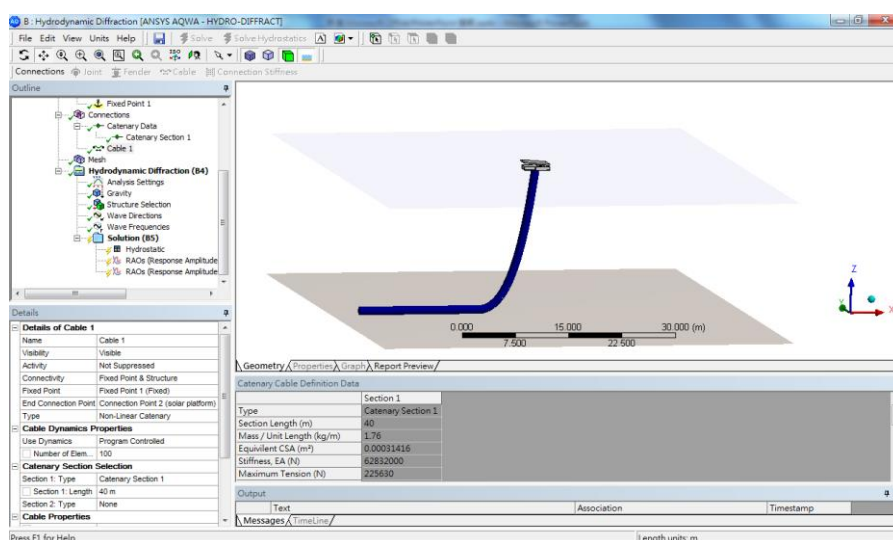 B : Hydrodynamic Diffraction [ANSYS AQWA - HYDRO-DIFFRACT]
File Edit View Units Help Solve Solve Hydrostatics
Connections Joint Fender Cable Connection Stiffness
Outline
Fixed Point 1
Connections
Catenary Data
Catenary Section 1
Cable 1
Mesh
Hydrodynamic Diffraction (B4)
Analysis Settings
Gravity
Structure Selection
Wave Directions
Wave Frequencies
Solution (B5)
Hydrostatic
RAOs (Response Amplitude
RAOs (Response Amplitude
Details
Details of Cable 1
Name Cable 1
Visibility Visible
Activity Not Suppressed
Connectivity Fixed Point & Structure
Fixed Point Fixed Point 1 (Fixed)
End Connection Point Connection Point 2 (solar platform)
Type Non-Linear Catenary
Cable Dynamics Properties
Use Dynamics Program Controlled
Number of Elem... 100
Catenary Section Selection
Section 1: Type Catenary Section 1
Section 1: Length 40 m
Section 2: Type None
Cable Properties
Z
Y
X
0.000 15.000 30.000 (m)
7.500 22.500
Geometry Properties Graph Report Preview
Catenary Cable Definition Data
Section 1
Type Catenary Section 1
Section Length (m) 40
Mass / Unit Length (kg/m) 1.76
Equivilent CSA (m²) 0.00031416
Stiffness, EA (N) 62832000
Maximum Tension (N) 225630
Output
Text Association Timestamp
Messages TimeLine
Press F1 for Help Length units: m